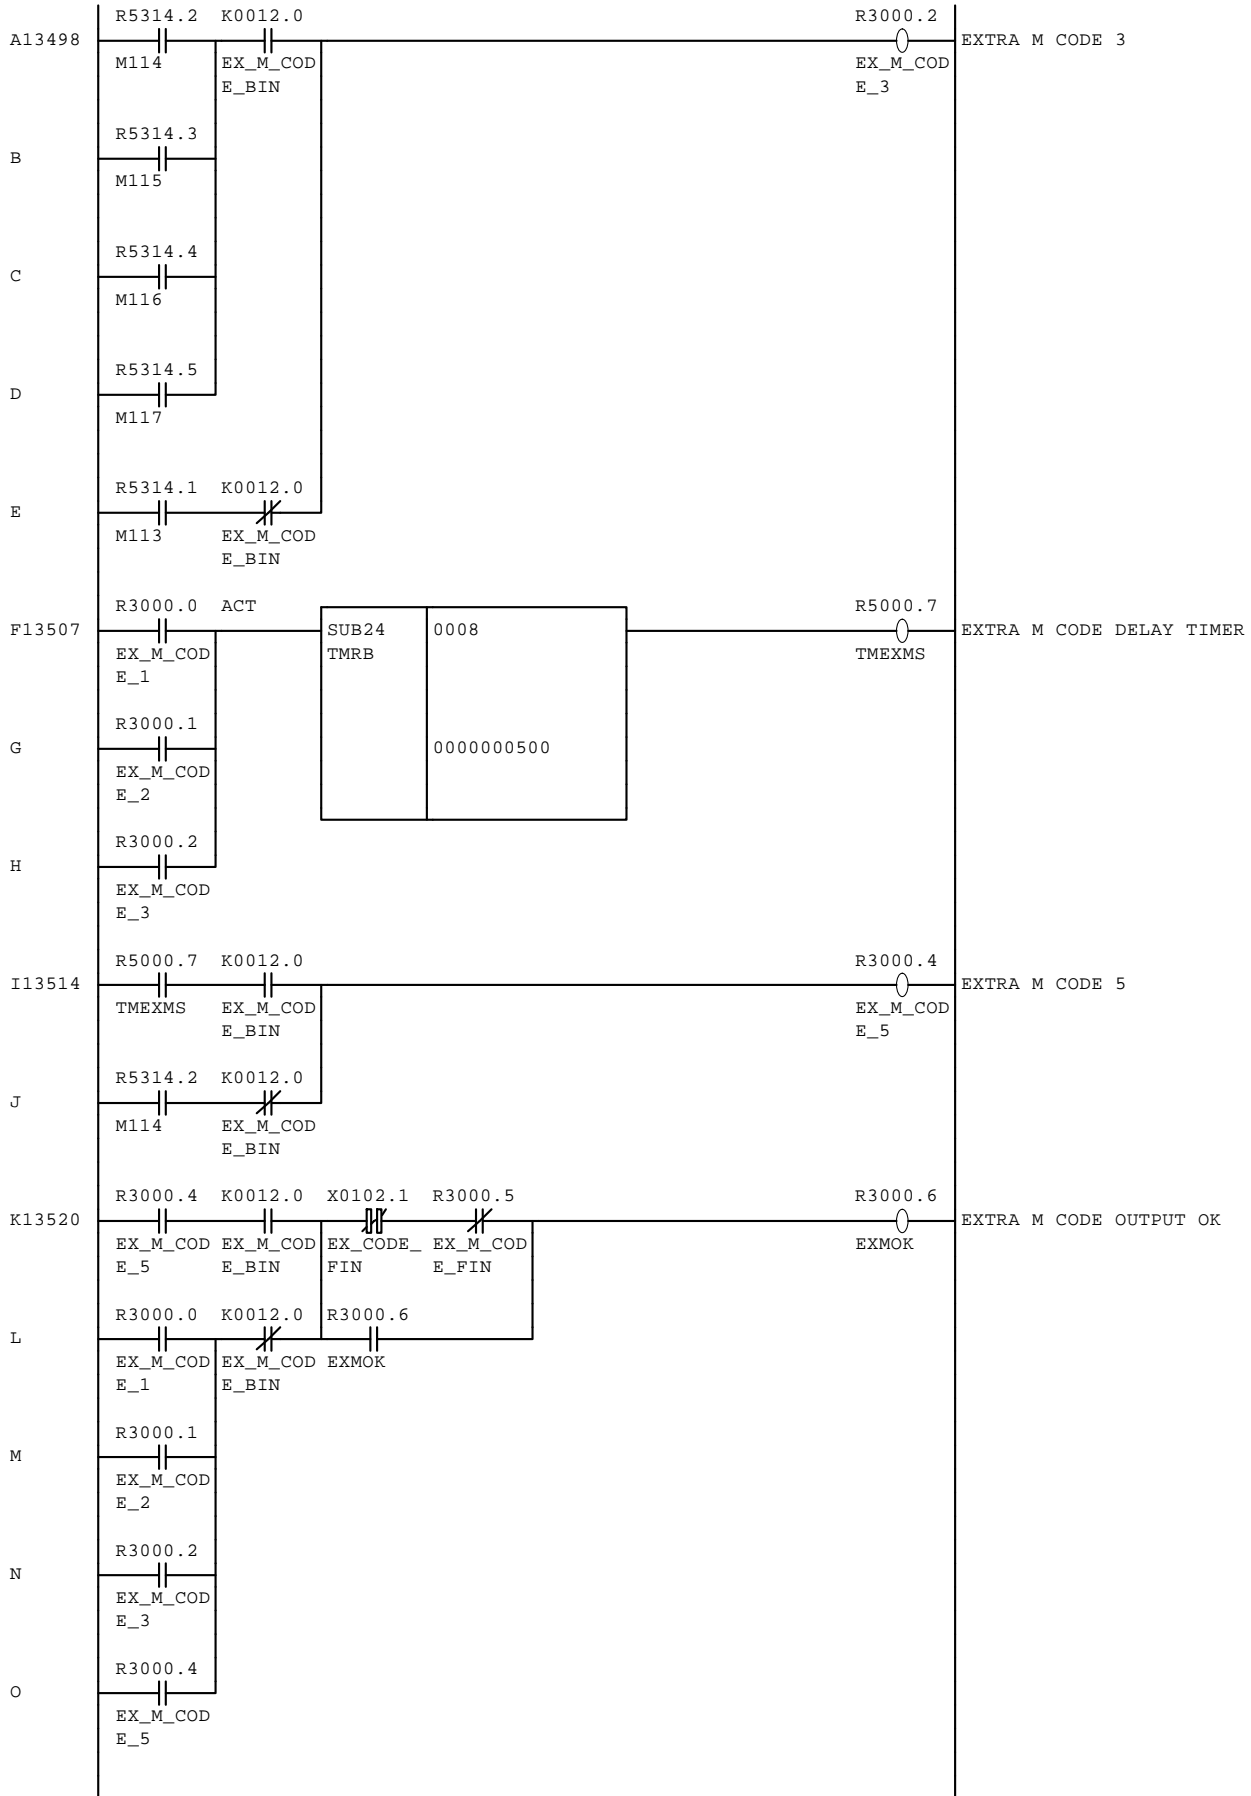 R5314.2 K0012.0 R3000.2
A13498 EXTRA M CODE 3
M114 EX_M_COD EX_M_COD
E_BIN E_3
R5314.3
B
M115
R5314.4
C
M116
R5314.5
D
M117
R5314.1 K0012.0
E
M113 EX_M_COD
E_BIN
R3000.0 ACT R5000.7
F13507 SUB24 0008 EXTRA M CODE DELAY TIMER
EX_M_COD TMRB TMEXMS
E_1
R3000.1
G 0000000500
EX_M_COD
E_2
R3000.2
H
EX_M_COD
E_3
R5000.7 K0012.0 R3000.4
I13514 EXTRA M CODE 5
TMEXMS EX_M_COD EX_M_COD
E_BIN E_5
R5314.2 K0012.0
J
M114 EX_M_COD
E_BIN
R3000.4 K0012.0 X0102.1 R3000.5 R3000.6
K13520 EXTRA M CODE OUTPUT OK
EX_M_COD EX_M_COD EX_CODE_ EX_M_COD EXMOK
E_5 E_BIN FIN E_FIN
R3000.0 K0012.0 R3000.6
L
EX_M_COD EX_M_COD EXMOK
E_1 E_BIN
R3000.1
M
EX_M_COD
E_2
R3000.2
N
EX_M_COD
E_3
R3000.4
O
EX_M_COD
E_5